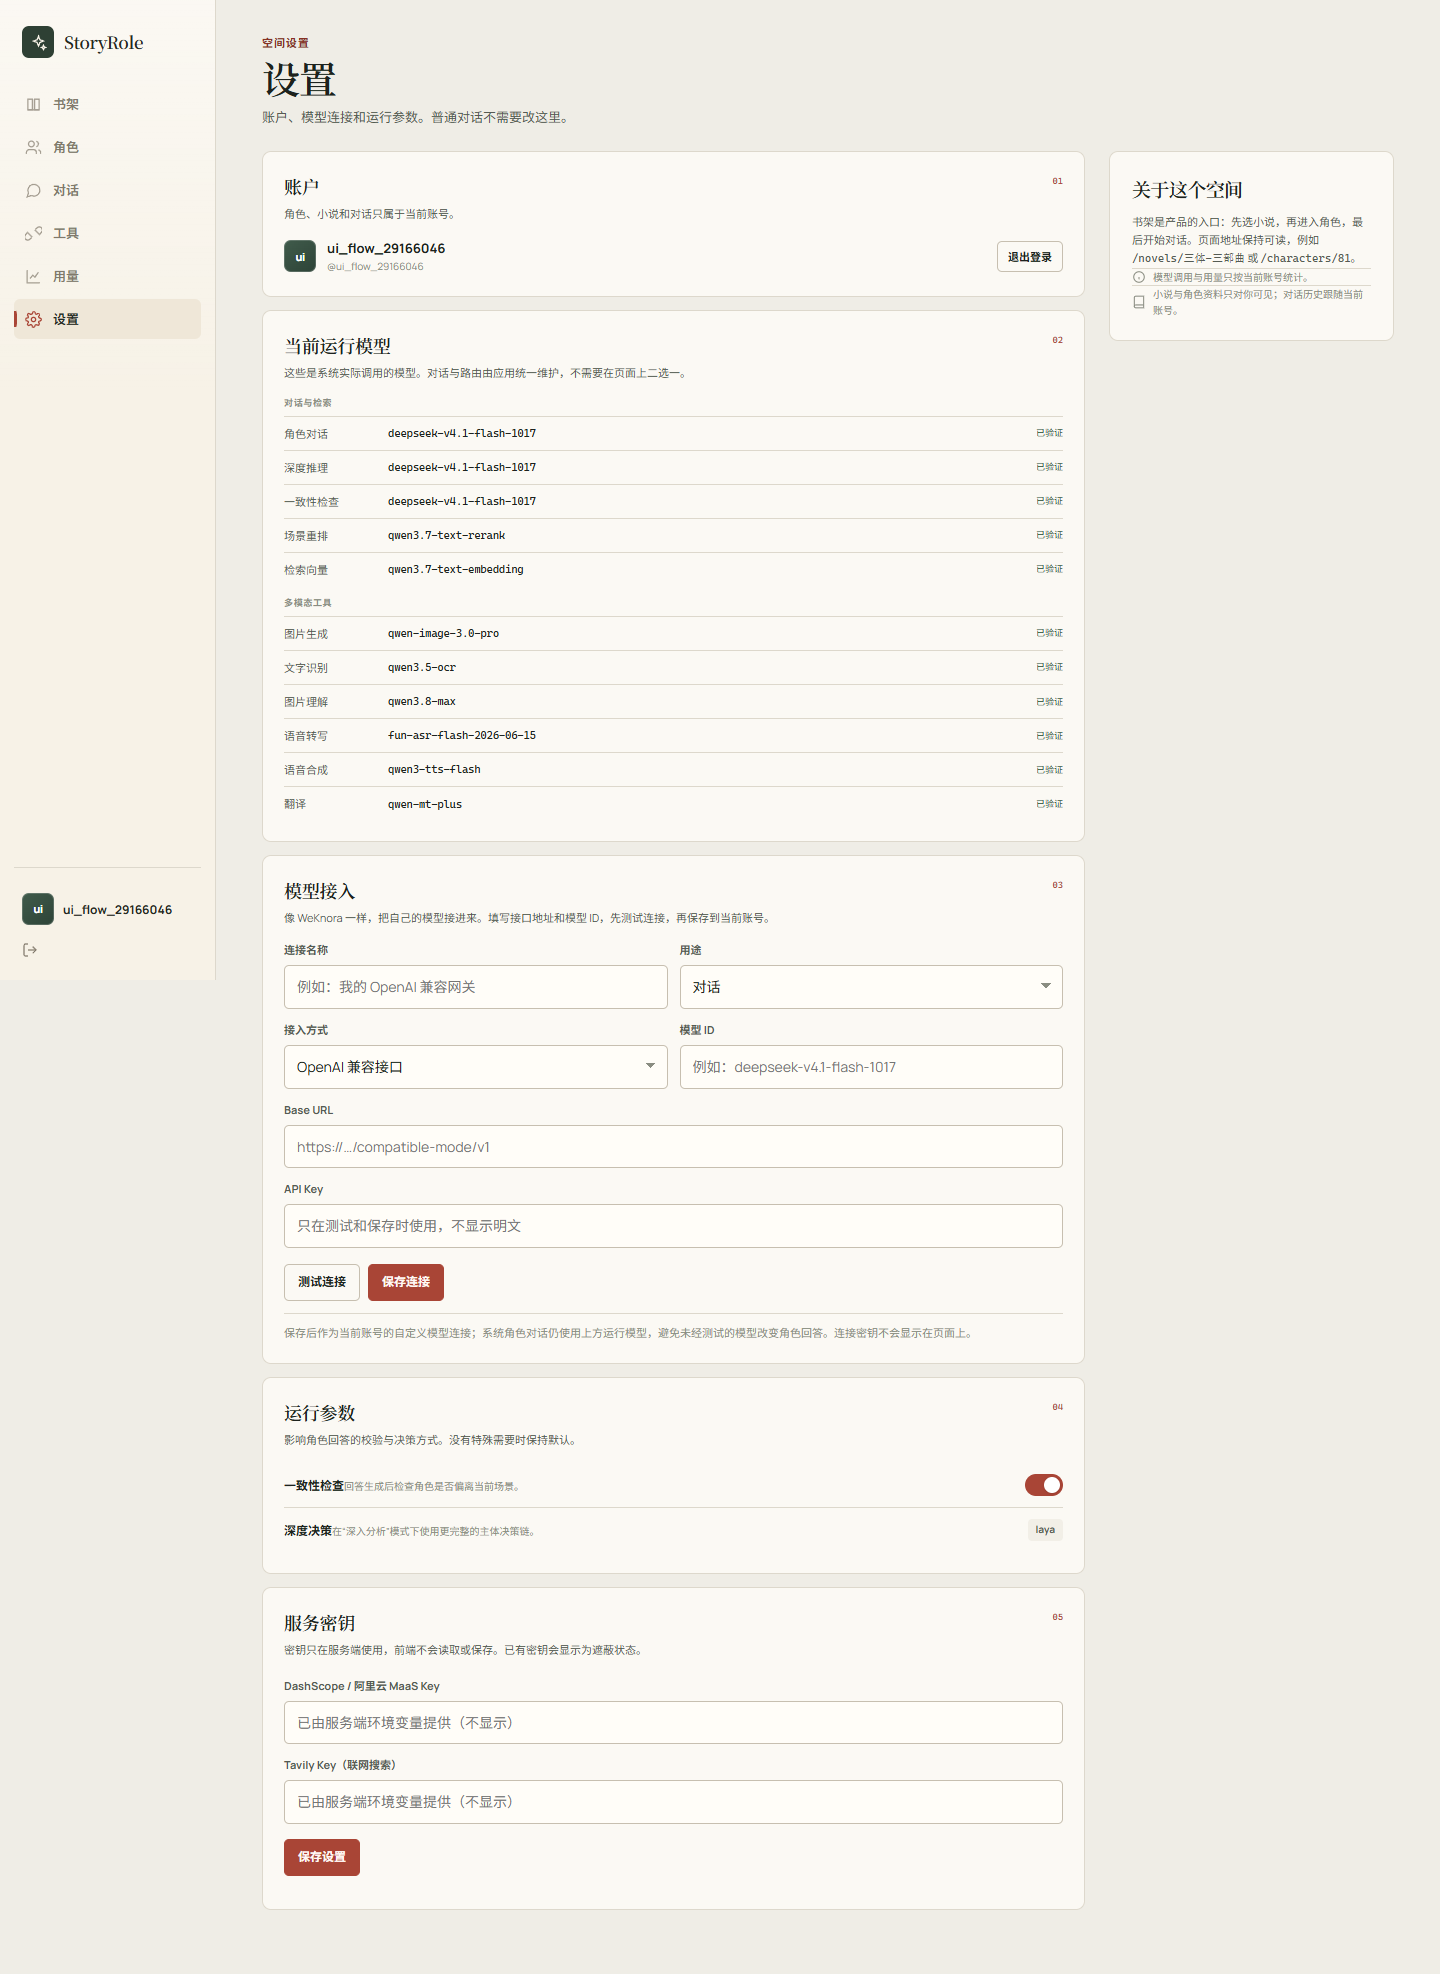 StoryRole
书架
角色
对话
工具
用量
设置
ui
ui_flow_29166046
空间设置
设置
账户、模型连接和运行参数。普通对话不需要改这里。
账户
01
角色、小说和对话只属于当前账号。
ui
ui_flow_29166046
@ui_flow_29166046
退出登录
当前运行模型
02
这些是系统实际调用的模型。对话与路由由应用统一维护，不需要在页面上二选一。
对话与检索
角色对话 deepseek-v4.1-flash-1017 已验证
深度推理 deepseek-v4.1-flash-1017 已验证
一致性检查 deepseek-v4.1-flash-1017 已验证
场景重排 qwen3.7-text-rerank 已验证
检索向量 qwen3.7-text-embedding 已验证
多模态工具
图片生成 qwen-image-3.0-pro 已验证
文字识别 qwen3.5-ocr 已验证
图片理解 qwen3.8-max 已验证
语音转写 fun-asr-flash-2026-06-15 已验证
语音合成 qwen3-tts-flash 已验证
翻译 qwen-mt-plus 已验证
模型接入
03
像 WeKnora 一样，把自己的模型接进来。填写接口地址和模型 ID，先测试连接，再保存到当前账号。
连接名称 用途
例如：我的 OpenAI 兼容网关 对话
接入方式 模型 ID
OpenAI 兼容接口 例如：deepseek-v4.1-flash-1017
Base URL
https://…/compatible-mode/v1
API Key
只在测试和保存时使用，不显示明文
测试连接 保存连接
保存后作为当前账号的自定义模型连接；系统角色对话仍使用上方运行模型，避免未经测试的模型改变角色回答。连接密钥不会显示在页面上。
运行参数
04
影响角色回答的校验与决策方式。没有特殊需要时保持默认。
一致性检查回答生成后检查角色是否偏离当前场景。
深度决策在“深入分析”模式下使用更完整的主体决策链。 laya
服务密钥
05
密钥只在服务端使用，前端不会读取或保存。已有密钥会显示为遮蔽状态。
DashScope / 阿里云 MaaS Key
已由服务端环境变量提供（不显示）
Tavily Key（联网搜索）
已由服务端环境变量提供（不显示）
保存设置
关于这个空间
书架是产品的入口：先选小说，再进入角色，最
后开始对话。页面地址保持可读，例如
/novels/三体-三部曲 或 /characters/81。
模型调用与用量只按当前账号统计。
小说与角色资料只对你可见；对话历史跟随当前
账号。